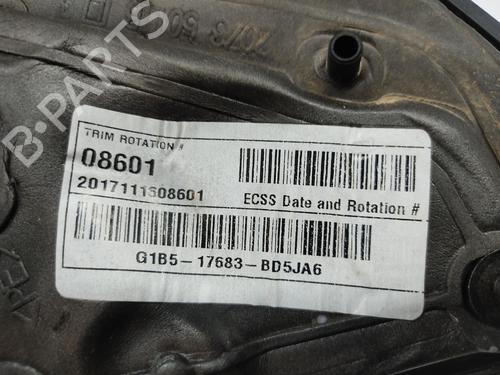 TRIM ROTATION #
08601
2017111608601
ECSS Date and Rotation #
G1B5-17683-BD5JA6
B-PARTS